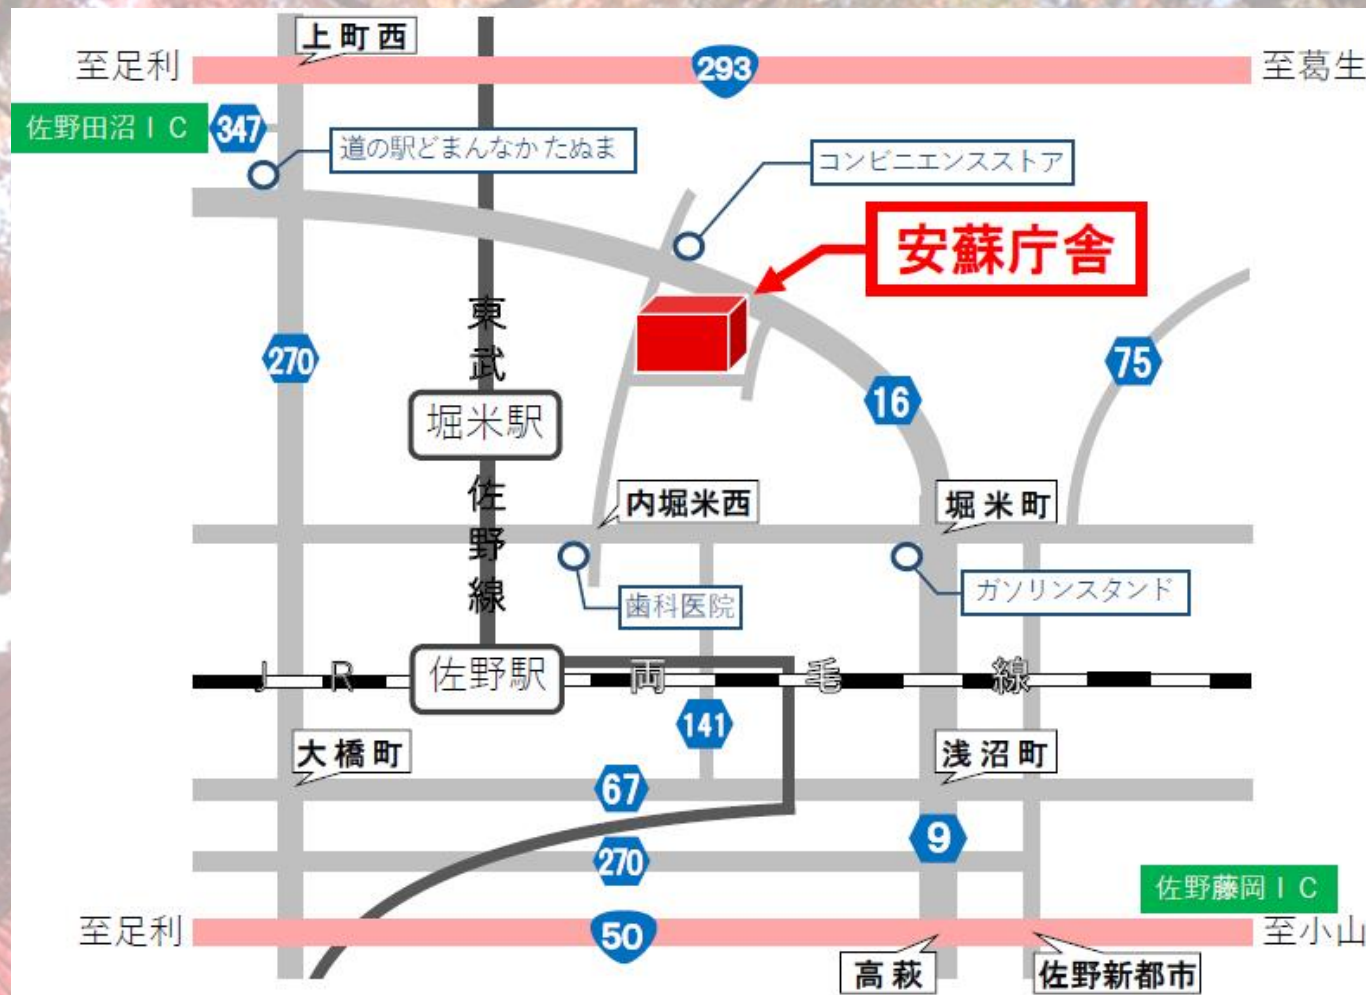 上町西
至足利
293
至葛生
佐野田沼IC
347
道の駅どまんなか たぬま
コンビニエンスストア
安蘇庁舎
東武佐野線
270
堀米駅
16
75
内堀米西
堀米町
歯科医院
ガソリンスタンド
JR両毛線
佐野駅
141
大橋町
浅沼町
67
9
270
佐野藤岡IC
至足利
50
至小山
高萩
佐野新都市